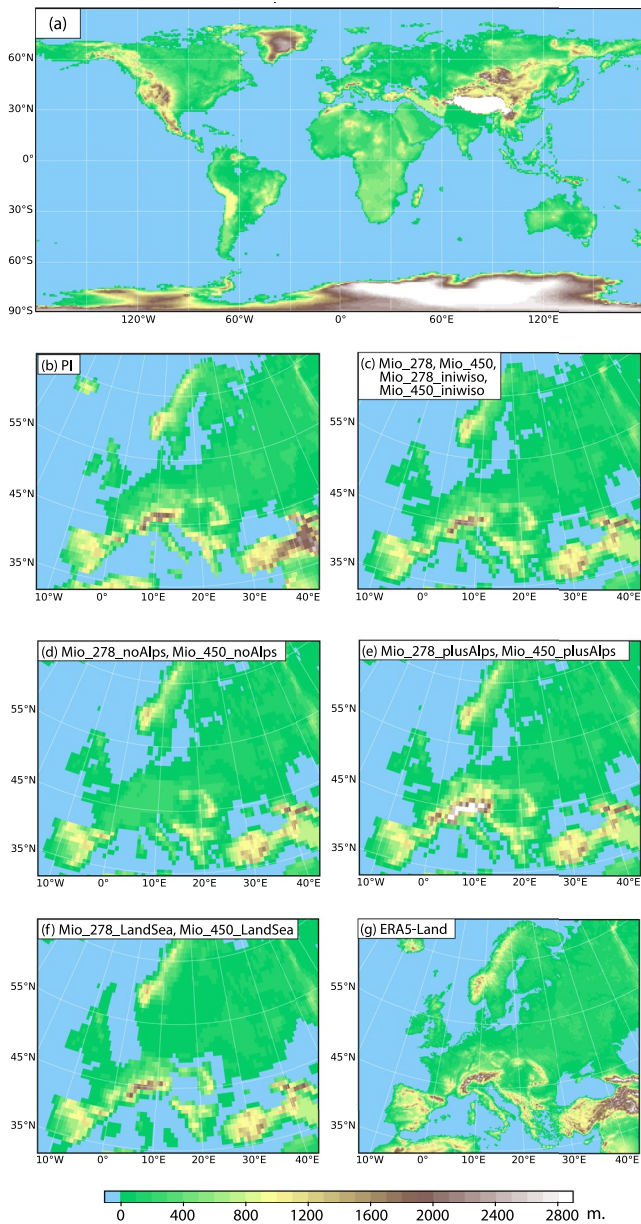 (a)
60°N
30°N
0°
30°S
60°S
90°S
120°W 60°W 0° 60°E 120°E
(b) PI
55°N
45°N
35°N
10°W 0° 10°E 20°E 30°E 40°E
(c) Mio_278, Mio_450,
Mio_278_iniwiso,
Mio_450_iniwiso
55°N
45°N
35°N
10°W 0° 10°E 20°E 30°E 40°E
(d) Mio_278_noAlps, Mio_450_noAlps
55°N
45°N
35°N
10°W 0° 10°E 20°E 30°E 40°E
(e) Mio_278_plusAlps, Mio_450_plusAlps
55°N
45°N
35°N
10°W 0° 10°E 20°E 30°E 40°E
(f) Mio_278_LandSea, Mio_450_LandSea
55°N
45°N
35°N
10°W 0° 10°E 20°E 30°E 40°E
(g) ERA5-Land
55°N
45°N
35°N
10°W 0° 10°E 20°E 30°E 40°E
0 400 800 1200 1600 2000 2400 2800 m.